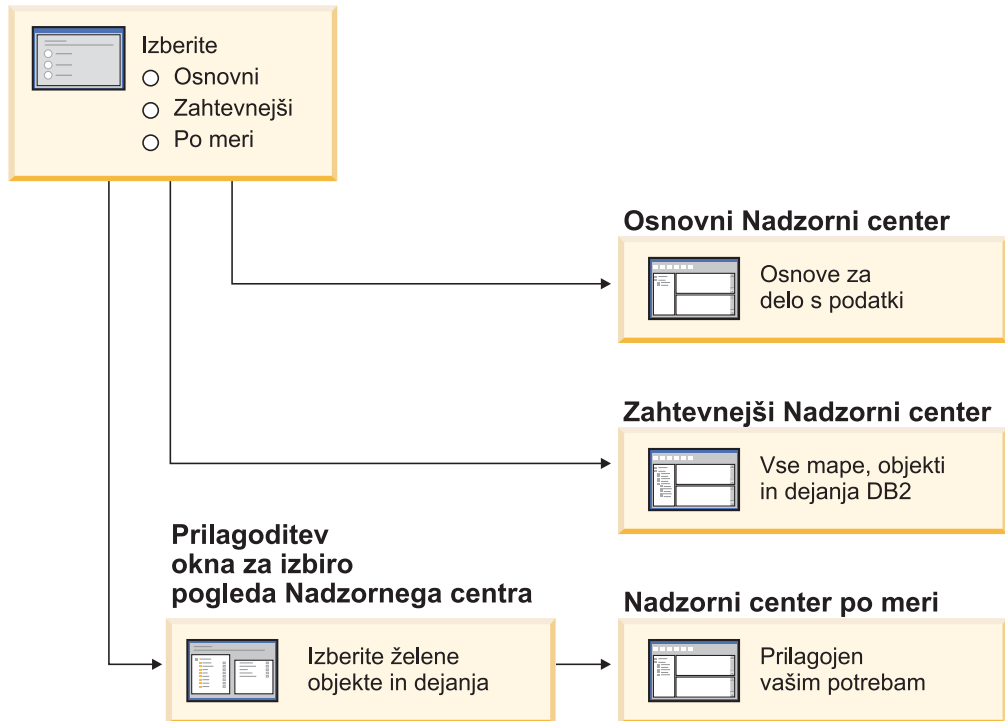 Izberite
Osnovni
Zahtevnejši
Po meri
Osnovni Nadzorni center
Osnove za
delo s podatki
Zahtevnejši Nadzorni center
Vse mape, objekti
in dejanja DB2
Prilagoditev
okna za izbiro
pogleda Nadzornega centra
Izberite želene
objekte in dejanja
Nadzorni center po meri
Prilagojen
vašim potrebam